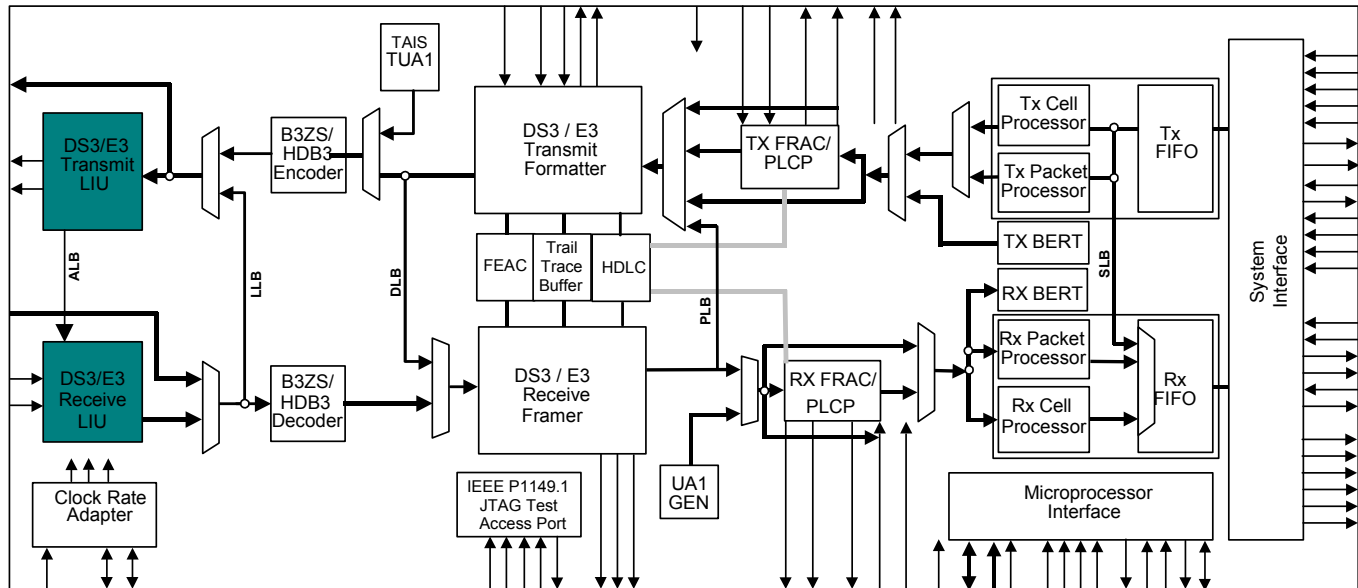 TAIS
TUA1
DS3/E3
Transmit
LIU
B3ZS/
HDB3
Encoder
DS3 / E3
Transmit
Formatter
TX FRAC/
PLCP
Tx Cell
Processor
Tx Packet
Processor
Tx
FIFO
TX BERT
RX BERT
System
Interface
ALB
LLB
DLB
FEAC
Trail
Trace
Buffer
HDLC
PLB
SLB
DS3/E3
Receive
LIU
B3ZS/
HDB3
Decoder
DS3 / E3
Receive
Framer
RX FRAC/
PLCP
Rx Packet
Processor
Rx Cell
Processor
Rx
FIFO
Clock Rate
Adapter
IEEE P1149.1
JTAG Test
Access Port
UA1
GEN
Microprocessor
Interface